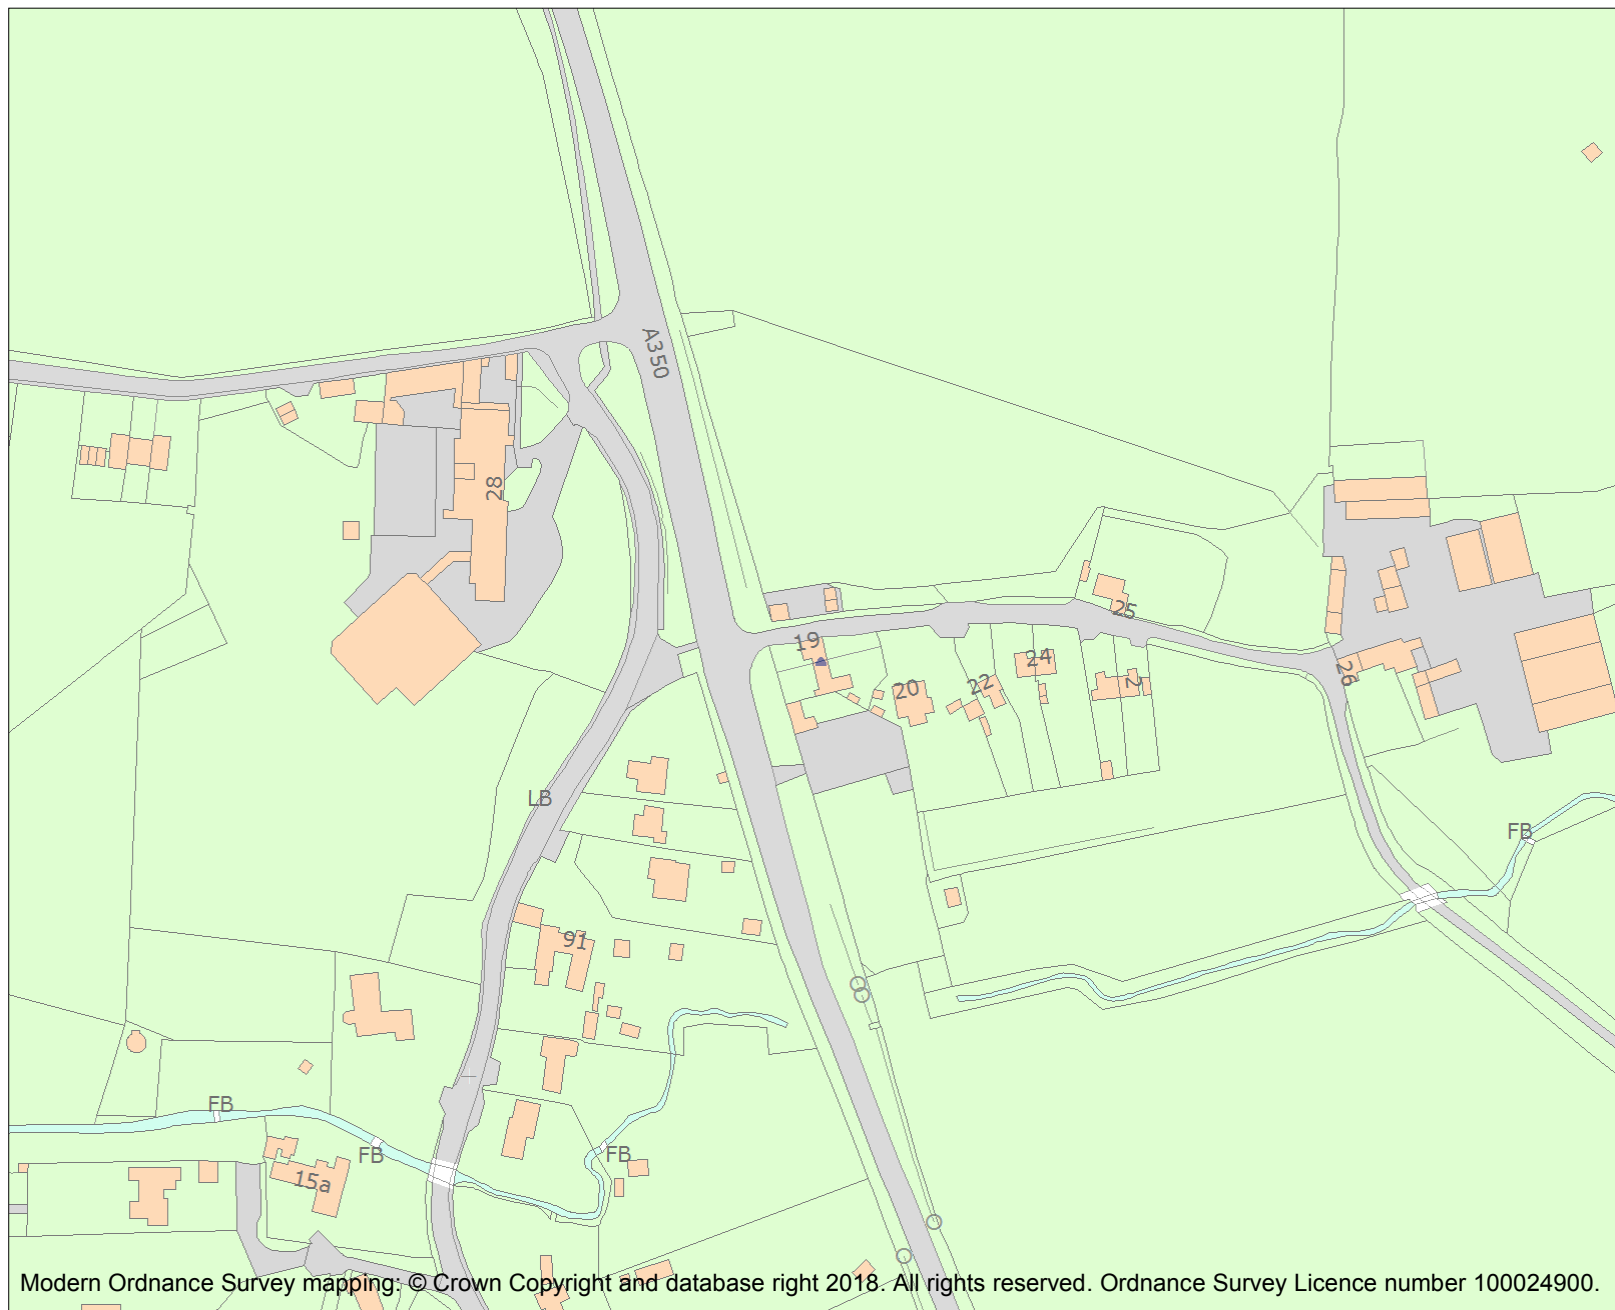 A350
28
25
19
24
26
22
2
20
LB
FB
91
FB
FB
FB
15a
Modern Ordnance Survey mapping: © Crown Copyright and database right 2018. All rights reserved. Ordnance Survey Licence number 100024900.